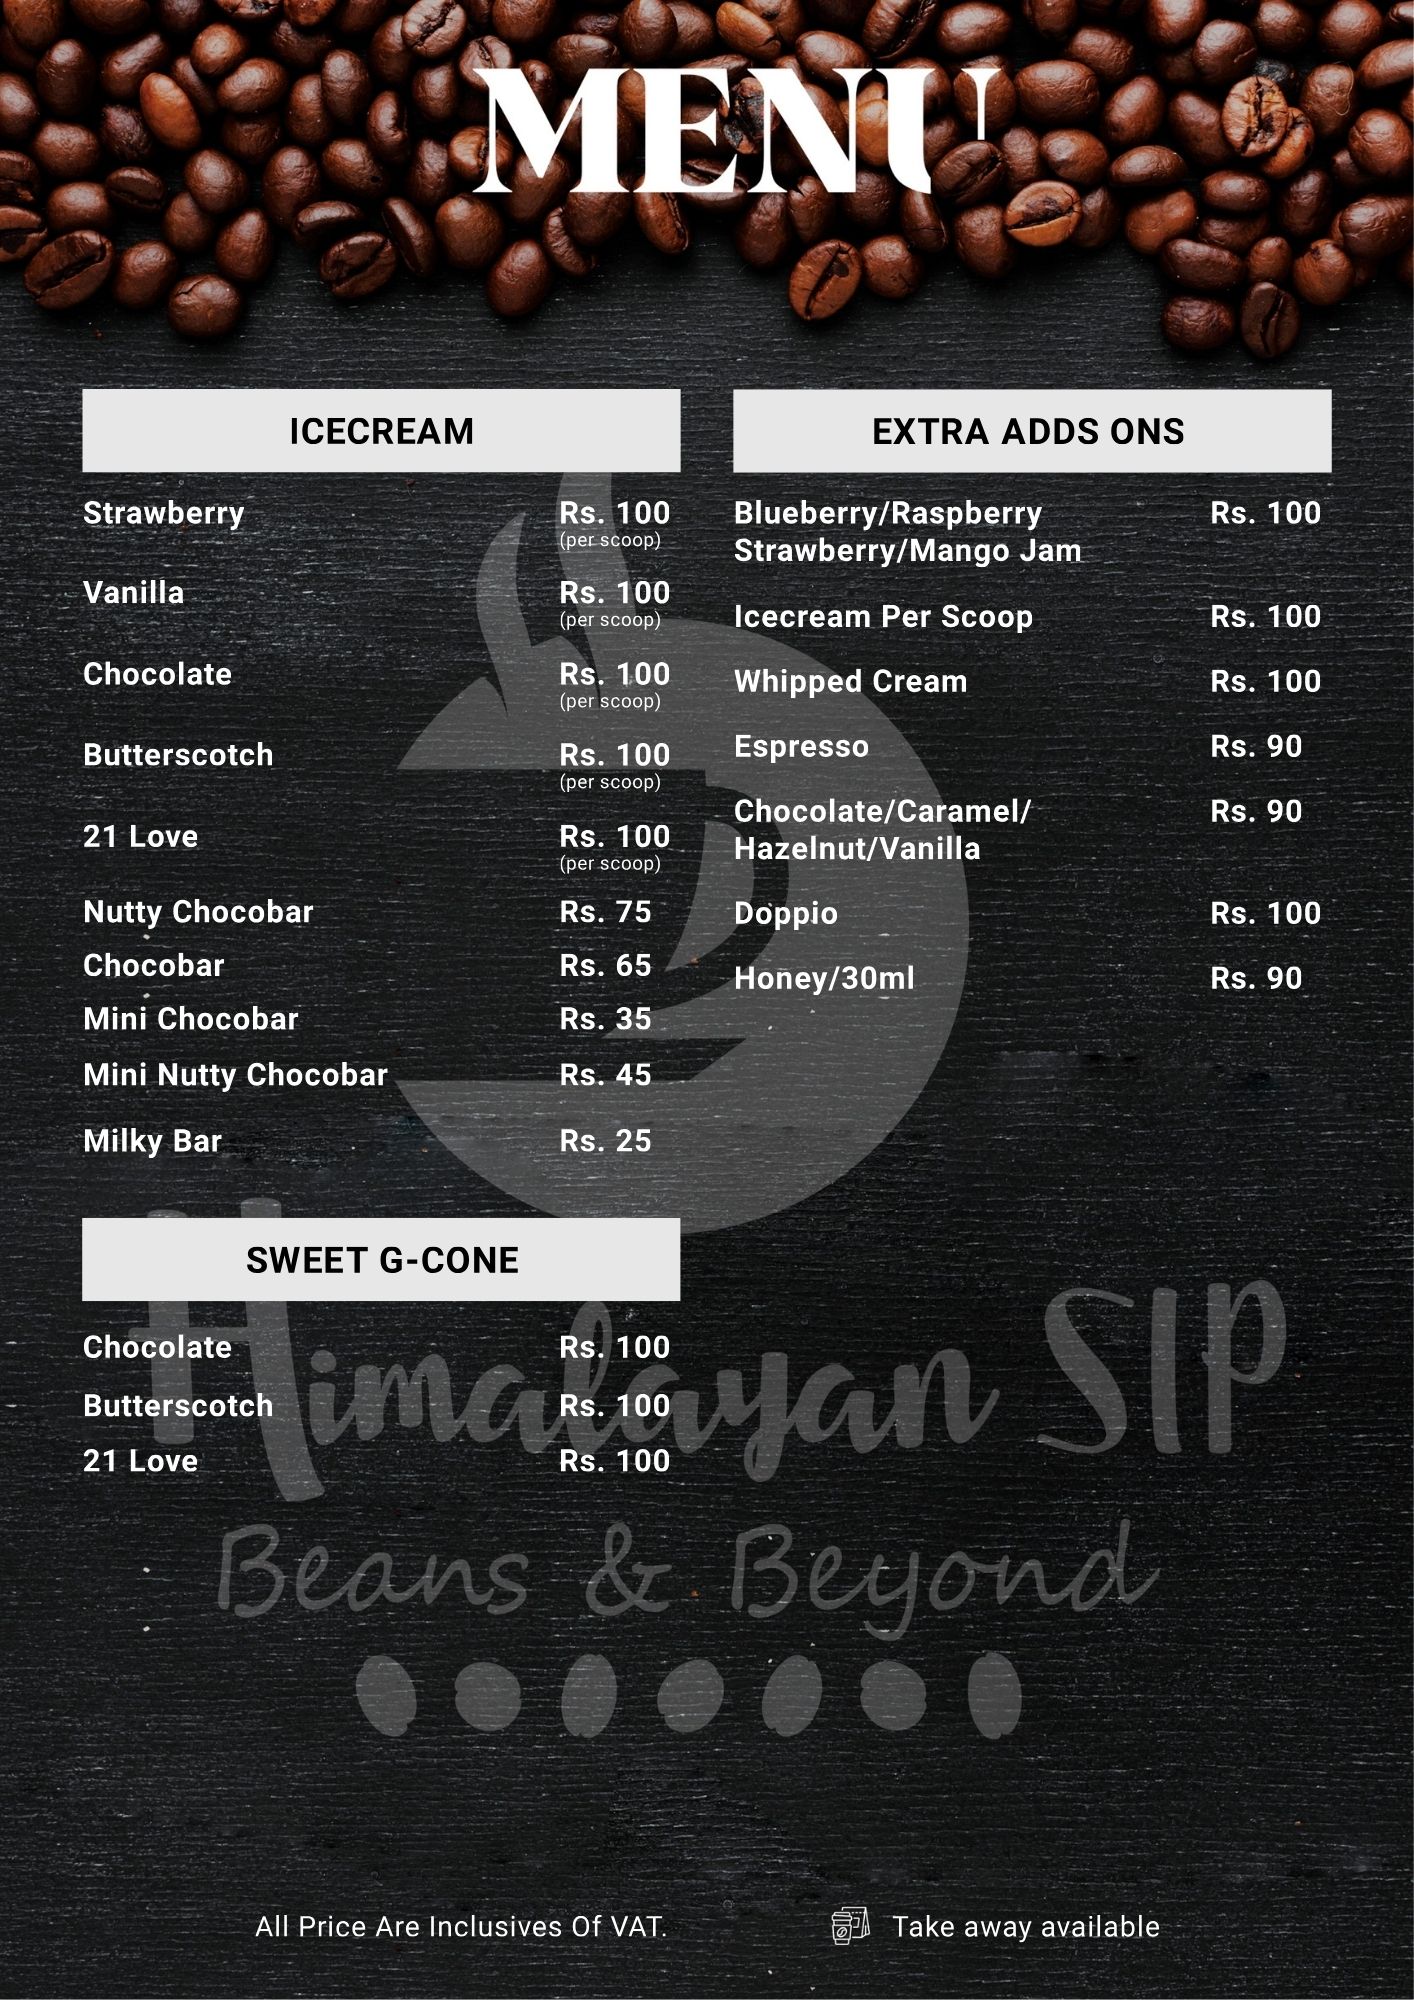 MENU
ICECREAM
Strawberry Rs. 100
(per scoop)
Vanilla Rs. 100
(per scoop)
Chocolate Rs. 100
(per scoop)
Butterscotch Rs. 100
(per scoop)
21 Love Rs. 100
(per scoop)
Nutty Chocobar Rs. 75
Chocobar Rs. 65
Mini Chocobar Rs. 35
Mini Nutty Chocobar Rs. 45
Milky Bar Rs. 25
SWEET G-CONE
Chocolate Rs. 100
Butterscotch Rs. 100
21 Love Rs. 100
EXTRA ADDS ONS
Blueberry/Raspberry Rs. 100
Strawberry/Mango Jam
Icecream Per Scoop Rs. 100
Whipped Cream Rs. 100
Espresso Rs. 90
Chocolate/Caramel/ Rs. 90
Hazelnut/Vanilla
Doppio Rs. 100
Honey/30ml Rs. 90
Himalayan SIP
Beans & Beyond
All Price Are Inclusives Of VAT.
Take away available